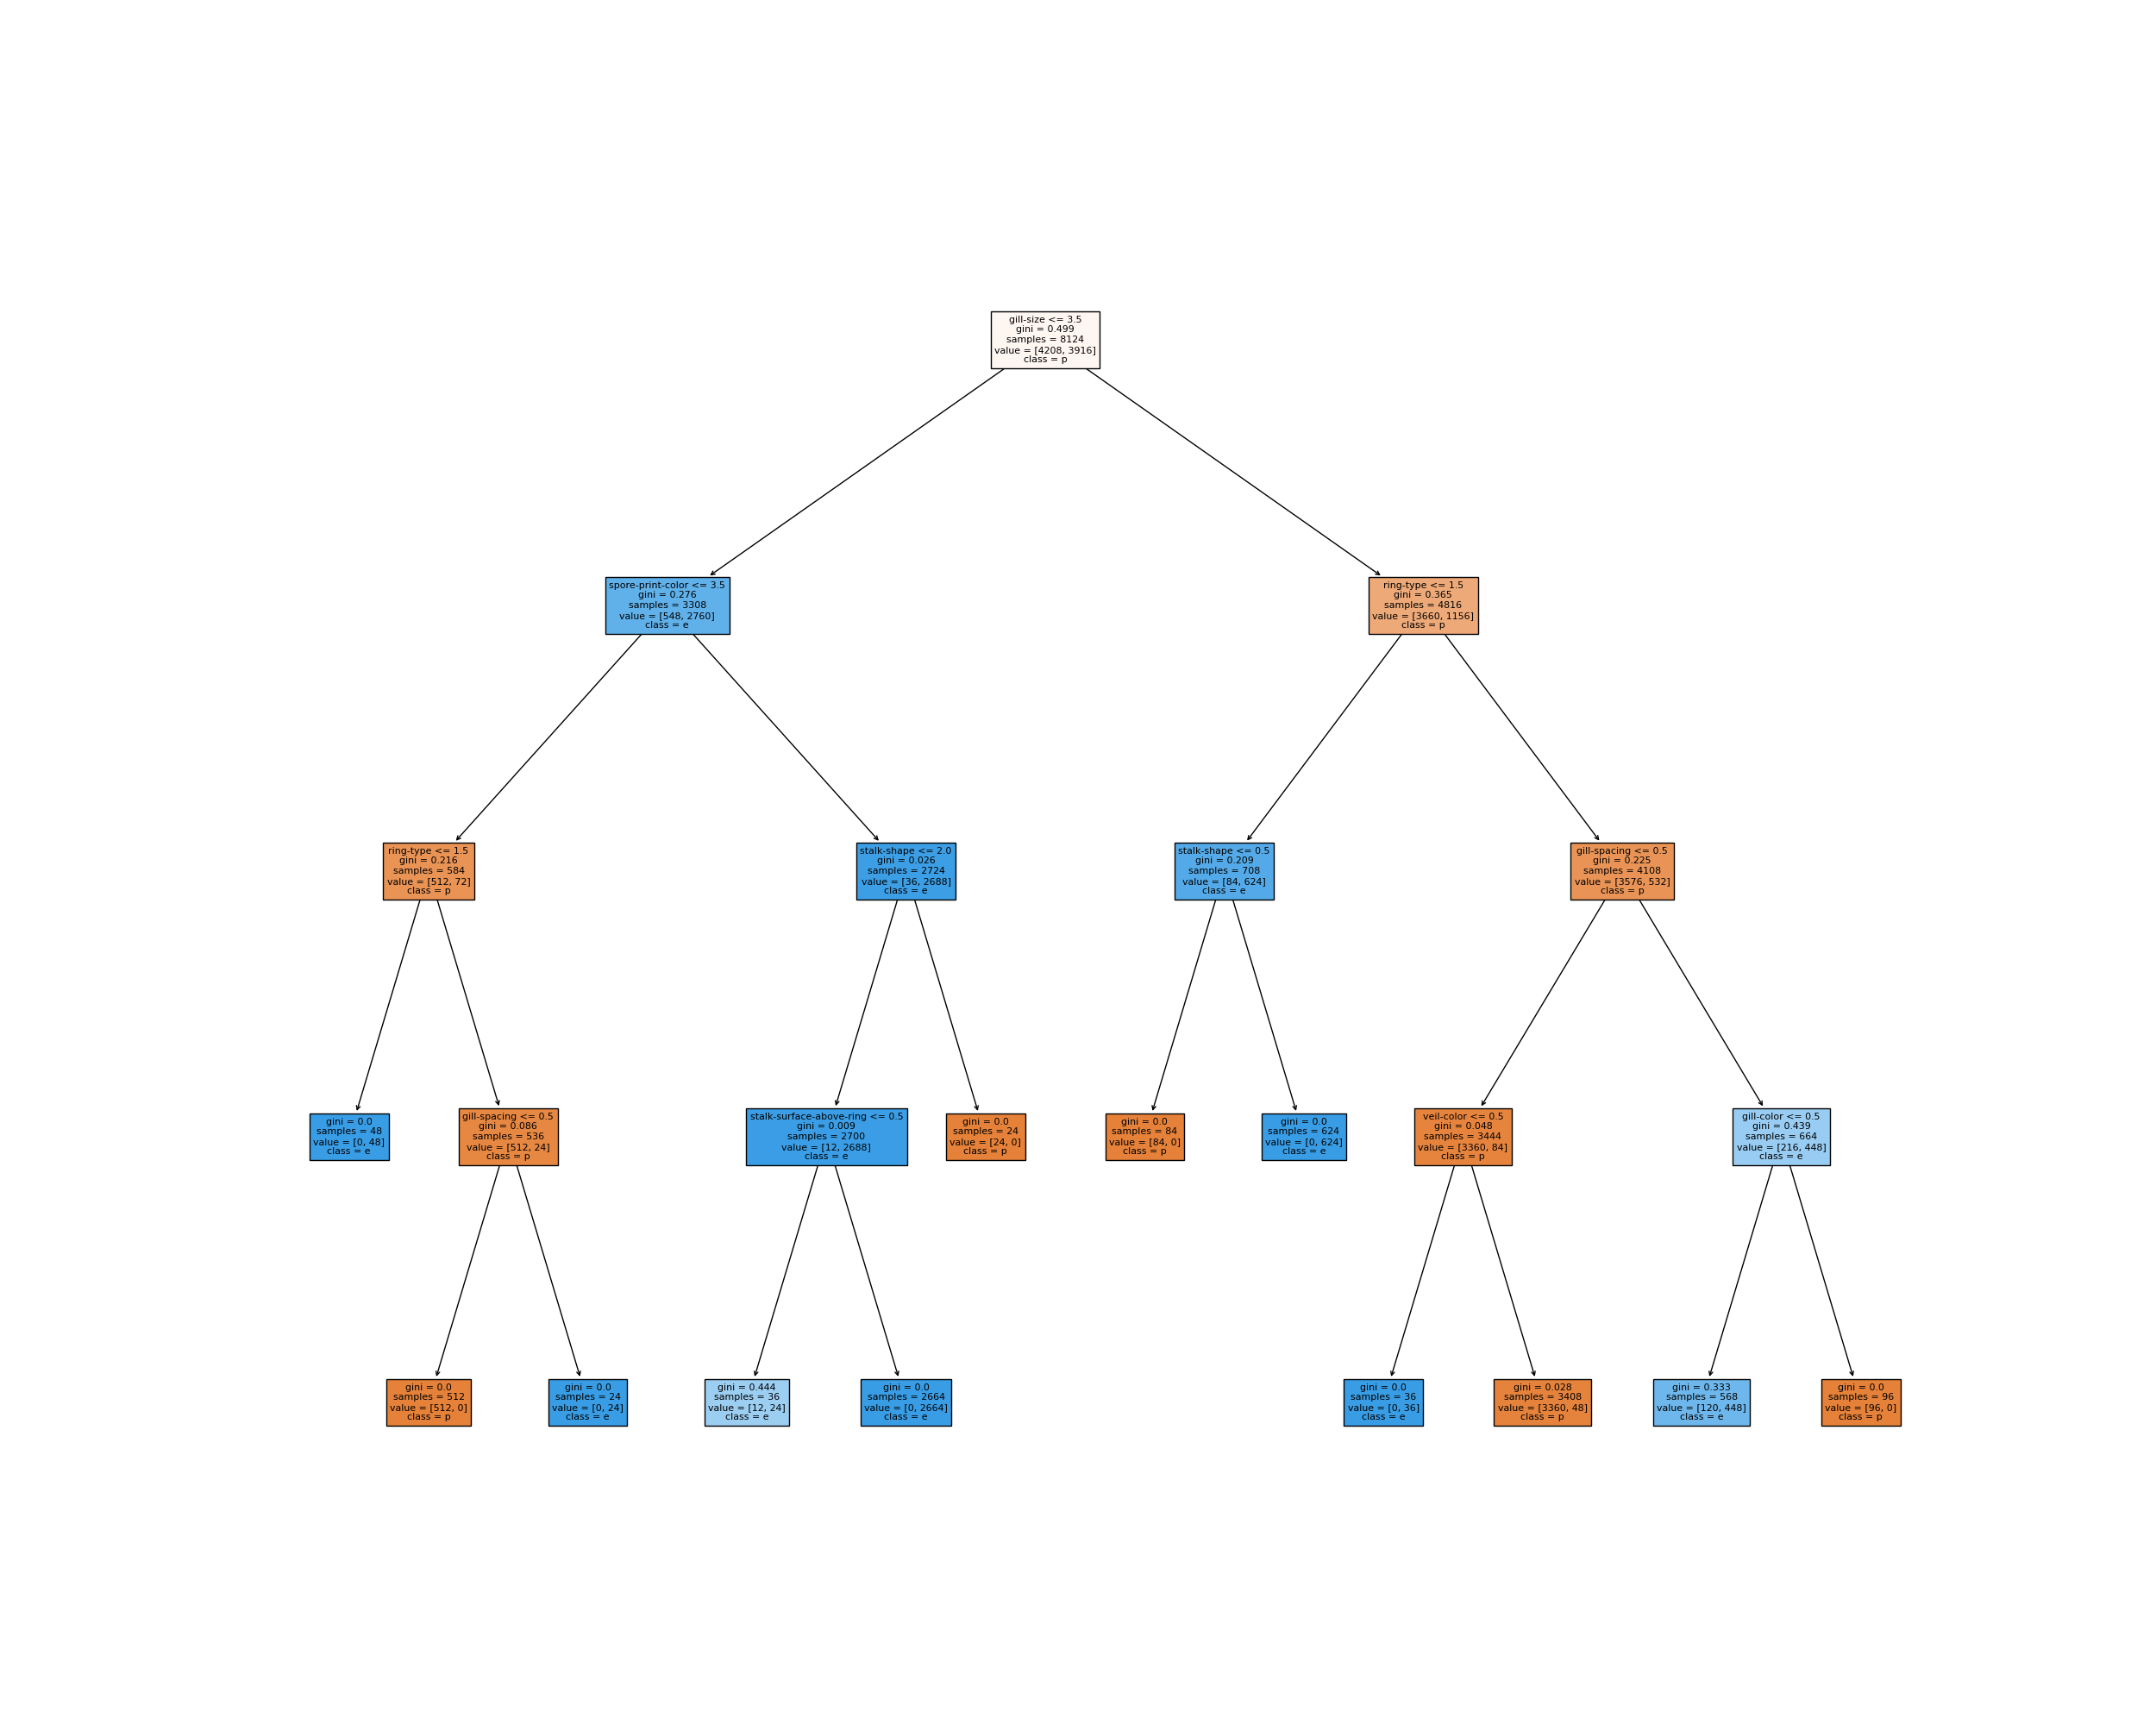 gill-size <= 3.5
gini = 0.499
samples = 8124
value = [4208, 3916]
class = p
spore-print-color <= 3.5
gini = 0.276
samples = 3308
value = [548, 2760]
class = e
ring-type <= 1.5
gini = 0.365
samples = 4816
value = [3660, 1156]
class = p
ring-type <= 1.5
gini = 0.216
samples = 584
value = [512, 72]
class = p
stalk-shape <= 2.0
gini = 0.026
samples = 2724
value = [36, 2688]
class = e
stalk-shape <= 0.5
gini = 0.209
samples = 708
value = [84, 624]
class = e
gill-spacing <= 0.5
gini = 0.225
samples = 4108
value = [3576, 532]
class = p
gini = 0.0
samples = 48
value = [0, 48]
class = e
gill-spacing <= 0.5
gini = 0.086
samples = 536
value = [512, 24]
class = p
stalk-surface-above-ring <= 0.5
gini = 0.009
samples = 2700
value = [12, 2688]
class = e
gini = 0.0
samples = 24
value = [24, 0]
class = p
gini = 0.0
samples = 84
value = [84, 0]
class = p
gini = 0.0
samples = 624
value = [0, 624]
class = e
veil-color <= 0.5
gini = 0.048
samples = 3444
value = [3360, 84]
class = p
gill-color <= 0.5
gini = 0.439
samples = 664
value = [216, 448]
class = e
gini = 0.0
samples = 512
value = [512, 0]
class = p
gini = 0.0
samples = 24
value = [0, 24]
class = e
gini = 0.444
samples = 36
value = [12, 24]
class = e
gini = 0.0
samples = 2664
value = [0, 2664]
class = e
gini = 0.0
samples = 36
value = [0, 36]
class = e
gini = 0.028
samples = 3408
value = [3360, 48]
class = p
gini = 0.333
samples = 568
value = [120, 448]
class = e
gini = 0.0
samples = 96
value = [96, 0]
class = p